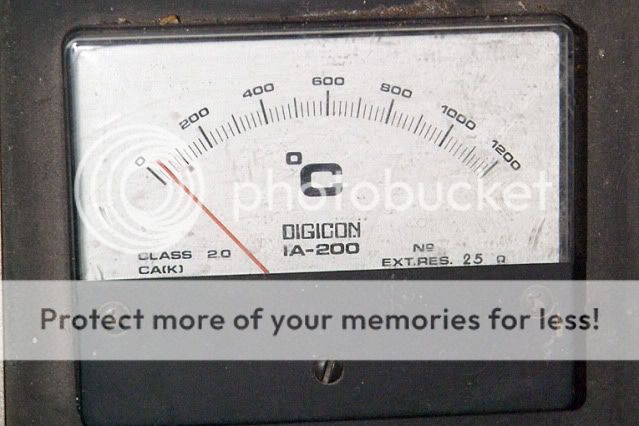 0 200 400 600 800 1000 1200
°C
photobucket
DIGICON
CLASS 2.0 IA-200 NO
CA(K) EXT.RES. 25 Ω
Protect more of your memories for less!